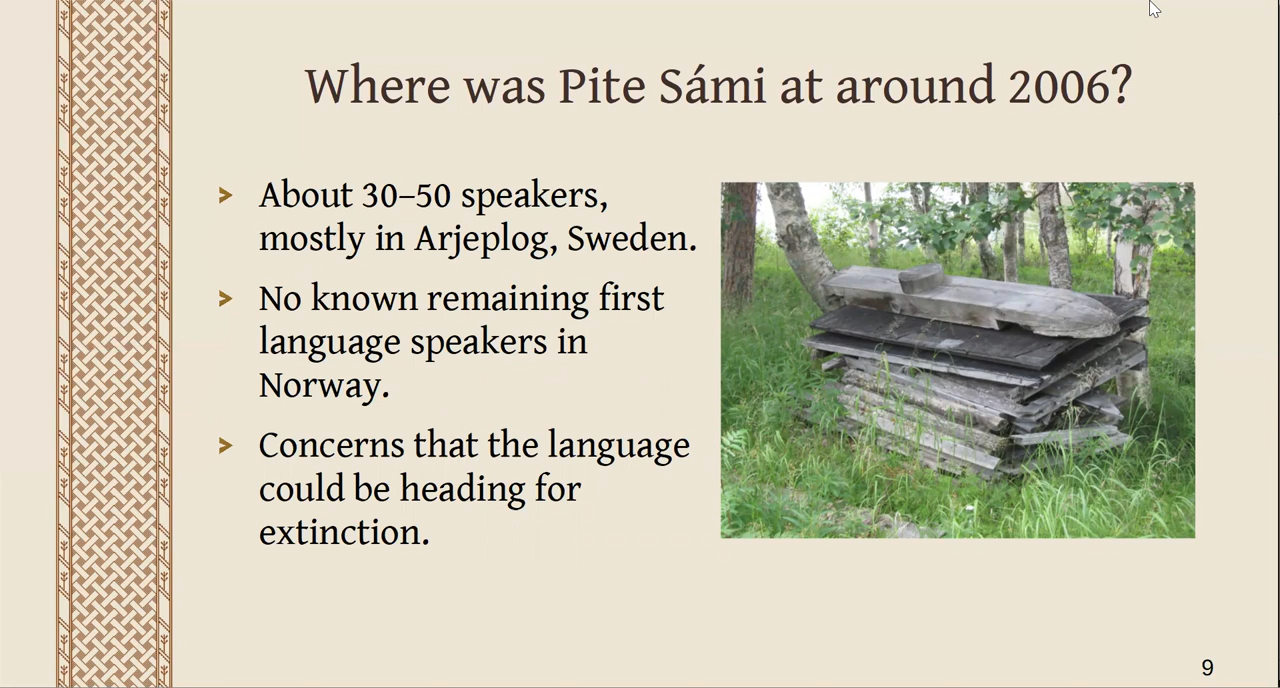 Where was Pite Sámi at around 2006?
About 30–50 speakers,
mostly in Arjeplog, Sweden.
No known remaining first
language speakers in
Norway.
Concerns that the language
could be heading for
extinction.
9